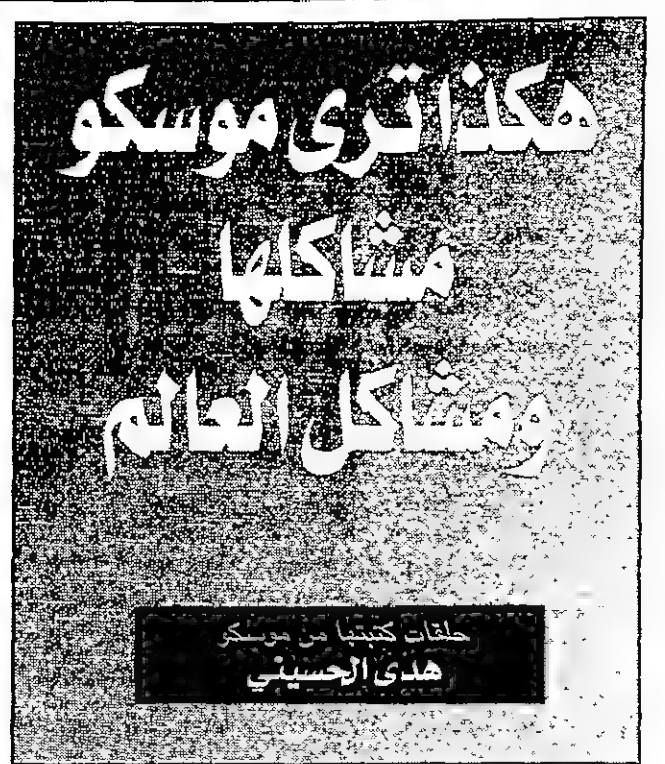 هكذا ترى موسكو
مشاكلها
ومشاكل العالم
حلقات كتبتها من موسكو
هدى الحسيني